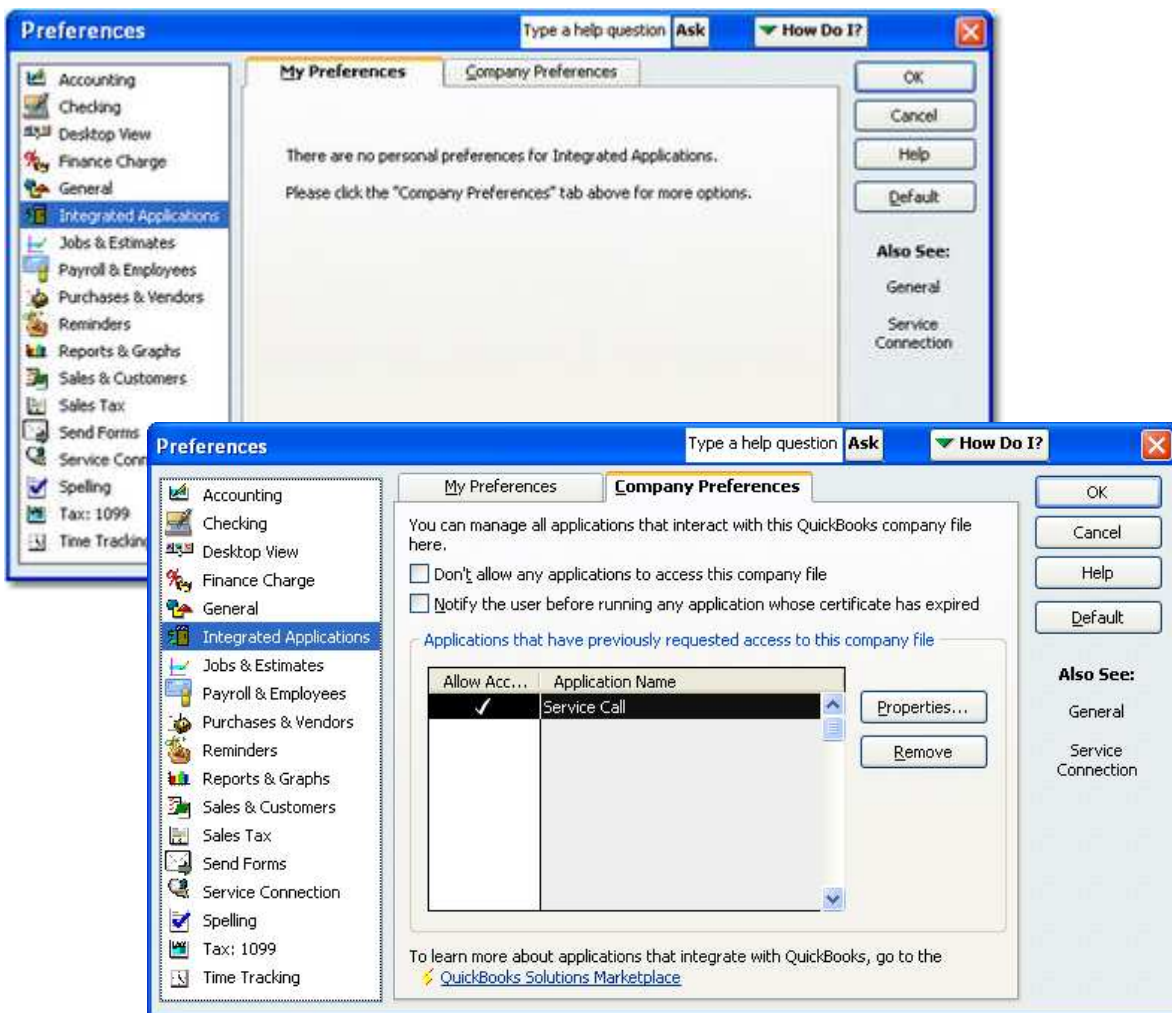 Preferences
Type a help question Ask
How Do I?
Accounting
Checking
Desktop View
Finance Charge
General
Integrated Applications
Jobs & Estimates
Payroll & Employees
Purchases & Vendors
Reminders
Reports & Graphs
Sales & Customers
Sales Tax
Send Forms
Service Conn
Spelling
Tax: 1099
Time Tracking
My Preferences
Company Preferences
There are no personal preferences for Integrated Applications.
Please click the "Company Preferences" tab above for more options.
OK
Cancel
Help
Default
Also See:
General
Service
Connection
Preferences
Type a help question Ask
How Do I?
Accounting
Checking
Desktop View
Finance Charge
General
Integrated Applications
Jobs & Estimates
Payroll & Employees
Purchases & Vendors
Reminders
Reports & Graphs
Sales & Customers
Sales Tax
Send Forms
Service Connection
Spelling
Tax: 1099
Time Tracking
My Preferences
Company Preferences
You can manage all applications that interact with this QuickBooks company file
here.
Don't allow any applications to access this company file
Notify the user before running any application whose certificate has expired
Applications that have previously requested access to this company file
Allow Acc...
Application Name
Service Call
Properties...
Remove
To learn more about applications that integrate with QuickBooks, go to the
QuickBooks Solutions Marketplace
OK
Cancel
Help
Default
Also See:
General
Service
Connection